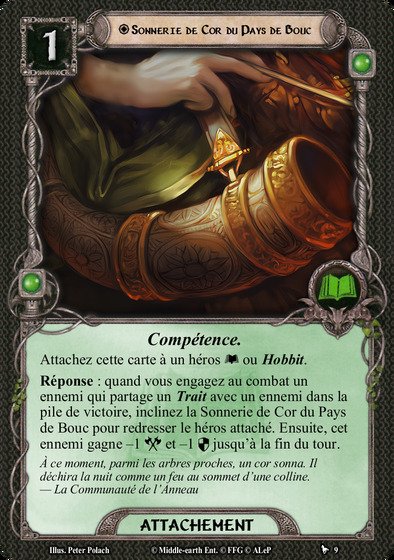 1
Sonnerie de Cor du Pays de Bouc
Compétence.
Attachez cette carte à un héros ou Hobbit.
Réponse : quand vous engagez au combat un
ennemi qui partage un Trait avec un ennemi dans la
pile de victoire, inclinez la Sonnerie de Cor du Pays
de Bouc pour redresser le héros attaché. Ensuite, cet
ennemi gagne –1 et –1 jusqu'à la fin du tour.
À ce moment, parmi les arbres proches, un cor sonna. Il
déchira la nuit comme un feu au sommet d'une colline.
— La Communauté de l'Anneau
ATTACHEMENT
Illus. Peter Polach © Middle-earth Ent. © FFG © ALeP 9